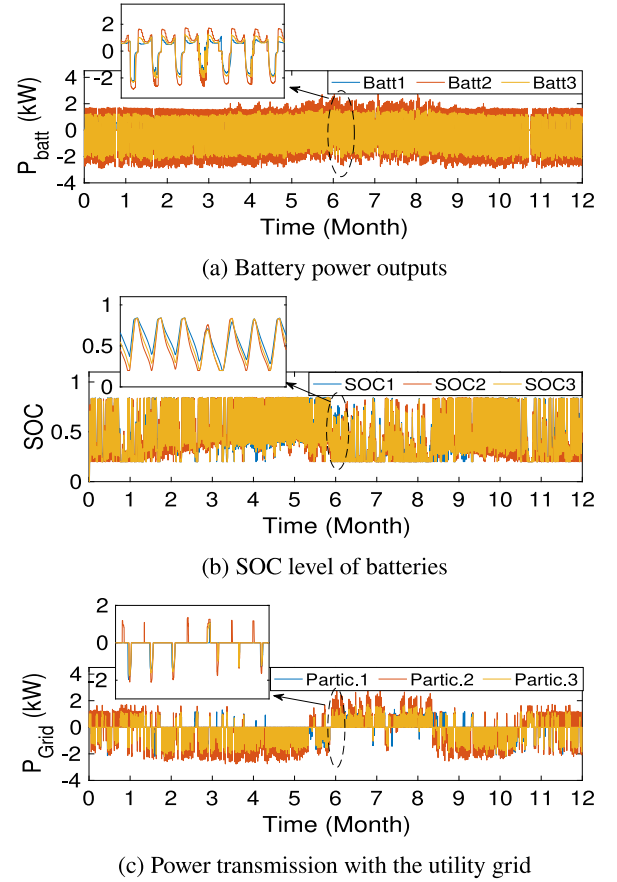 2
0
-2
4
2
0
-2
-4
P_batt (kW)
Batt1 Batt2 Batt3
0 1 2 3 4 5 6 7 8 9 10 11 12
Time (Month)
(a) Battery power outputs
1
0.5
0
1
0.5
0
SOC
SOC1 SOC2 SOC3
0 1 2 3 4 5 6 7 8 9 10 11 12
Time (Month)
(b) SOC level of batteries
2
0
-2
4
2
0
-2
-4
P_Grid (kW)
Partic.1 Partic.2 Partic.3
0 1 2 3 4 5 6 7 8 9 10 11 12
Time (Month)
(c) Power transmission with the utility grid